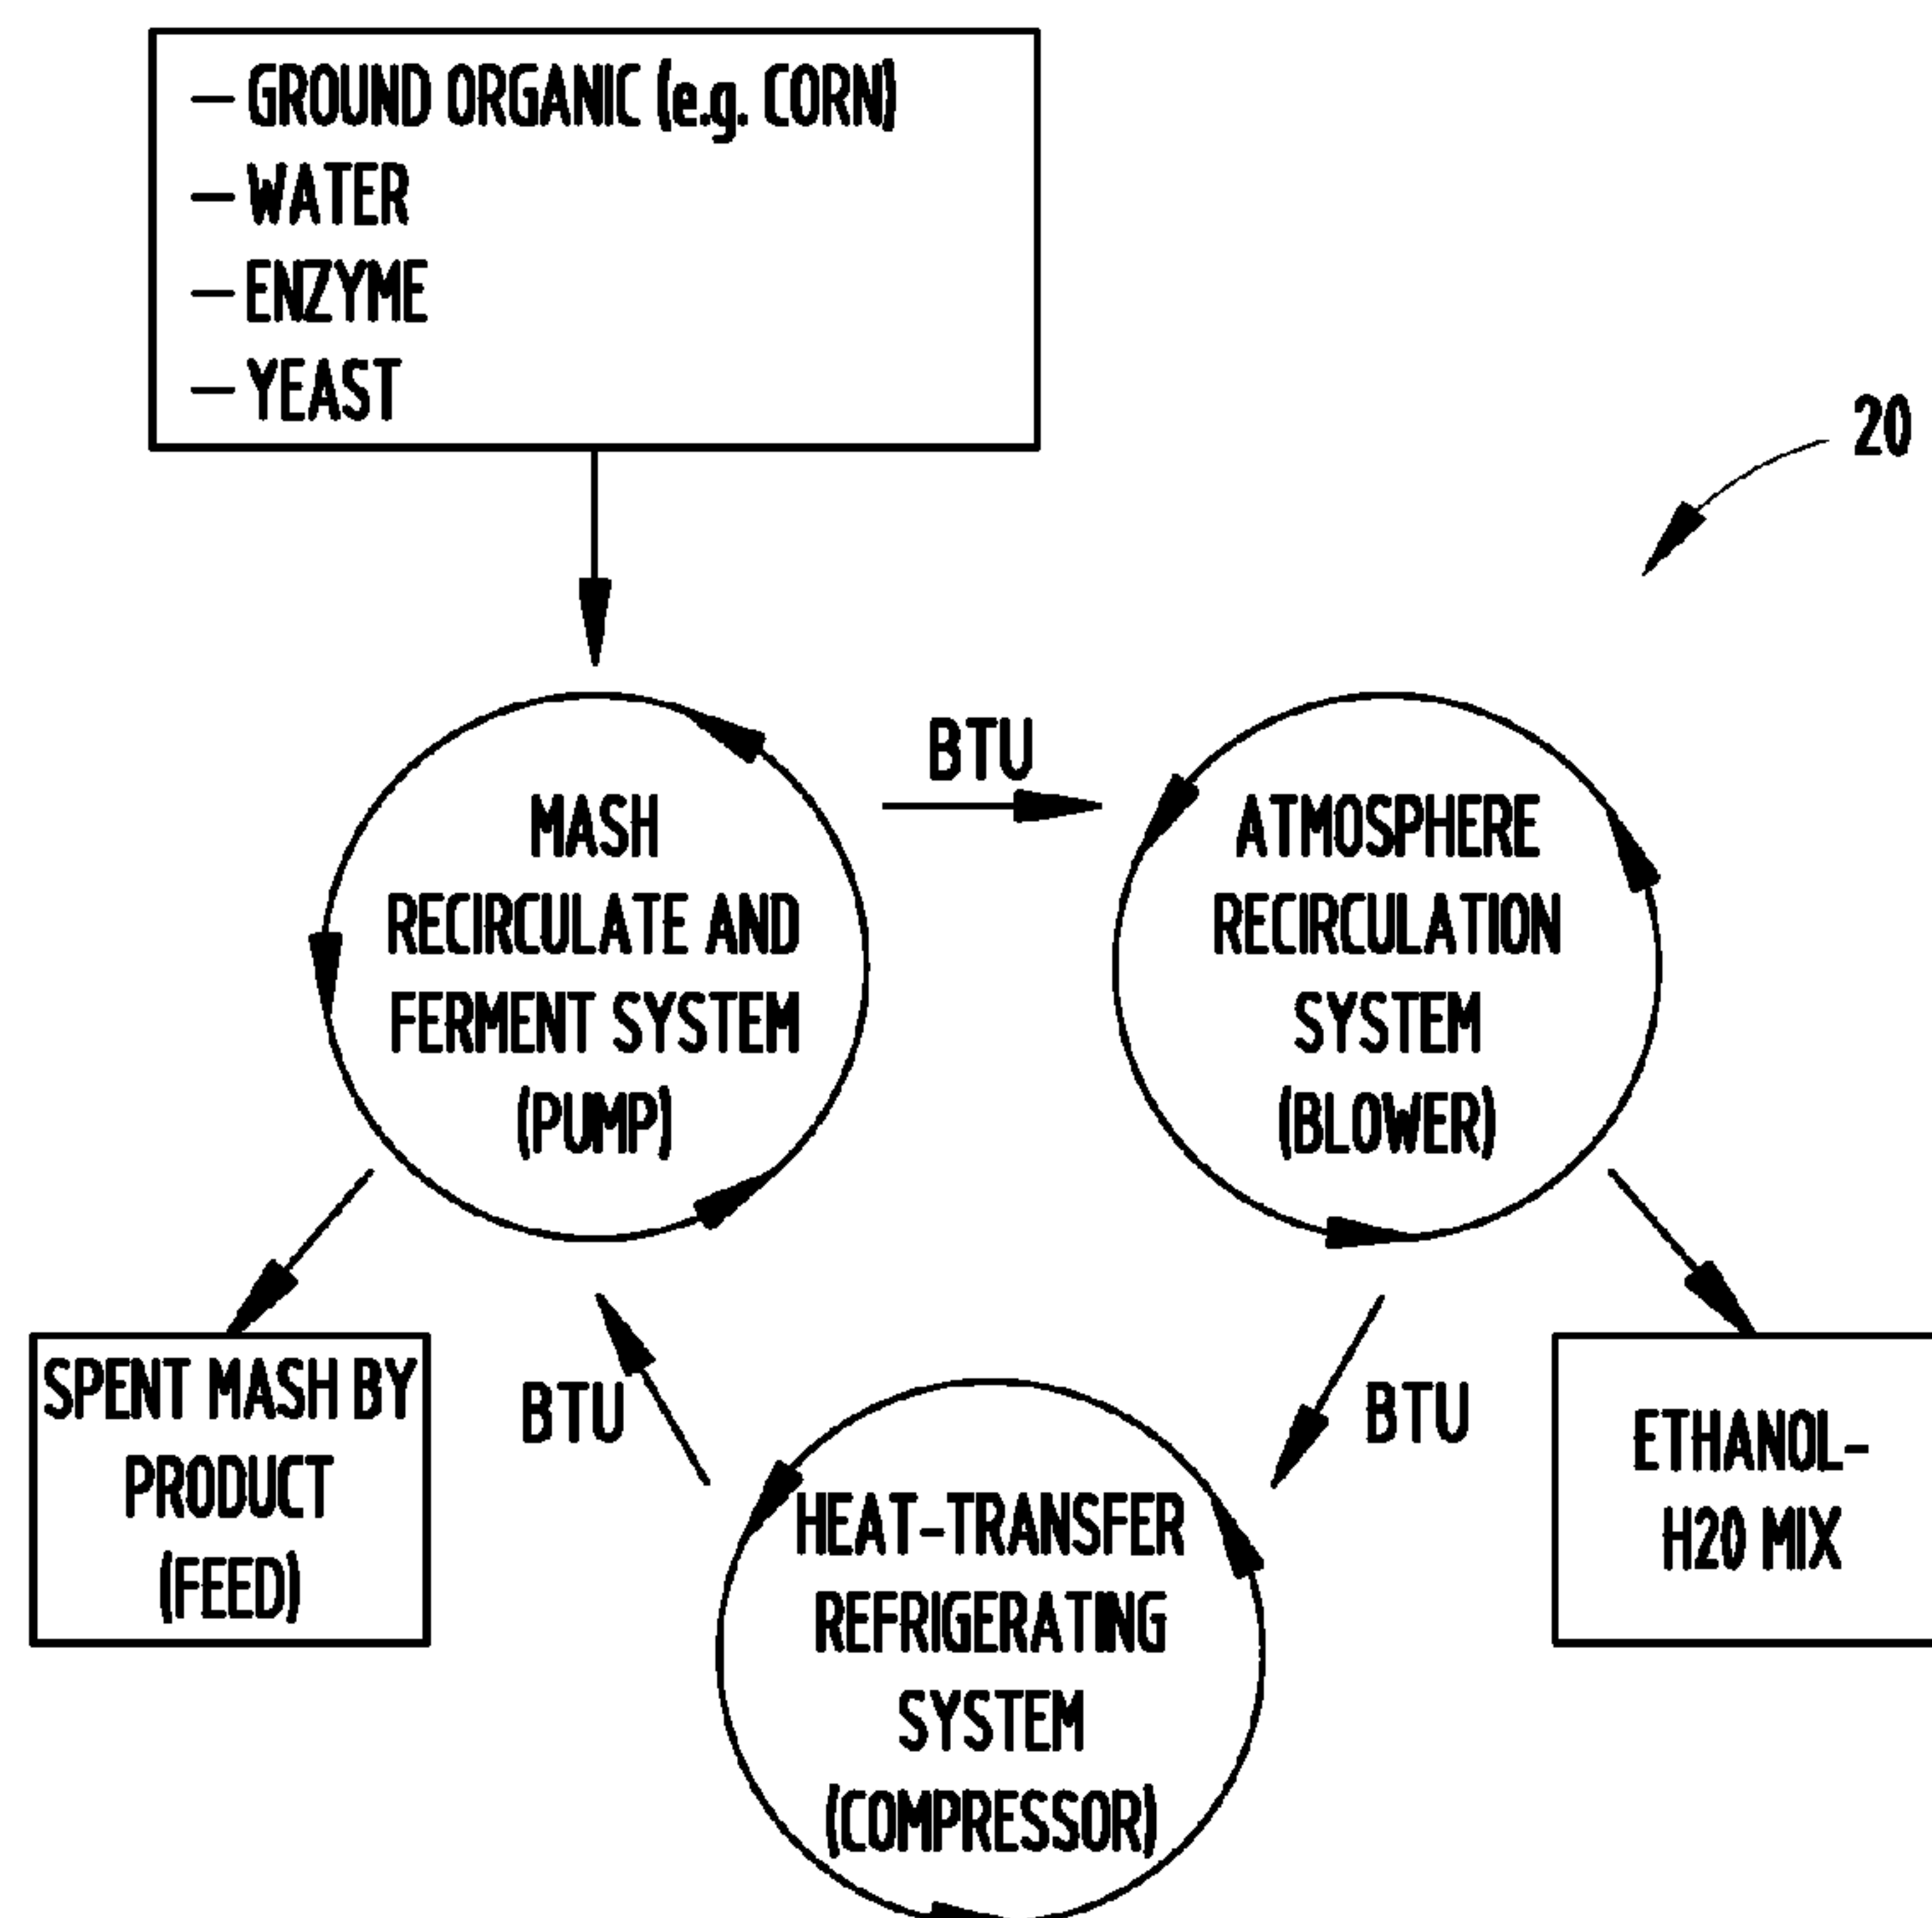 — GROUND ORGANIC (e.g. CORN)
— WATER
— ENZYME
— YEAST
20
BTU
MASH
RECIRCULATE AND
FERMENT SYSTEM
(PUMP)
ATMOSPHERE
RECIRCULATION
SYSTEM
(BLOWER)
SPENT MASH BY
PRODUCT
(FEED)
BTU
BTU
ETHANOL-
H20 MIX
HEAT-TRANSFER
REFRIGERATING
SYSTEM
(COMPRESSOR)